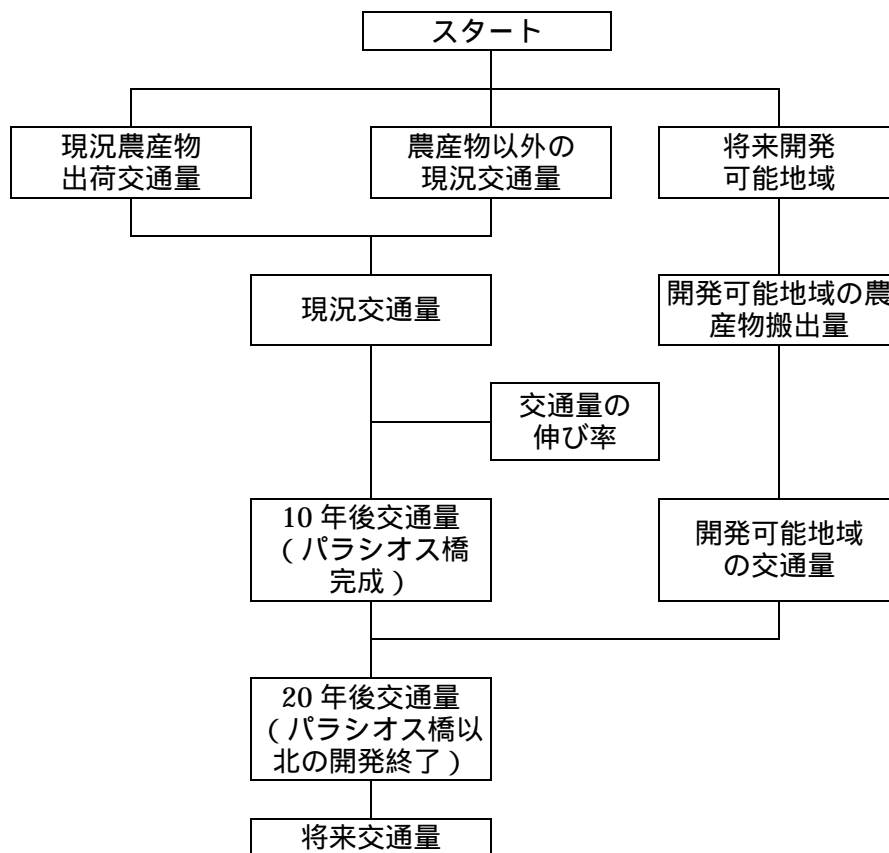 スタート
現況農産物
出荷交通量
農産物以外の
現況交通量
将来開発
可能地域
現況交通量
開発可能地域の農
産物搬出量
交通量の
伸び率
10 年後交通量
（パラシオス橋
完成）
開発可能地域
の交通量
20 年後交通量
（パラシオス橋以
北の開発終了）
将来交通量